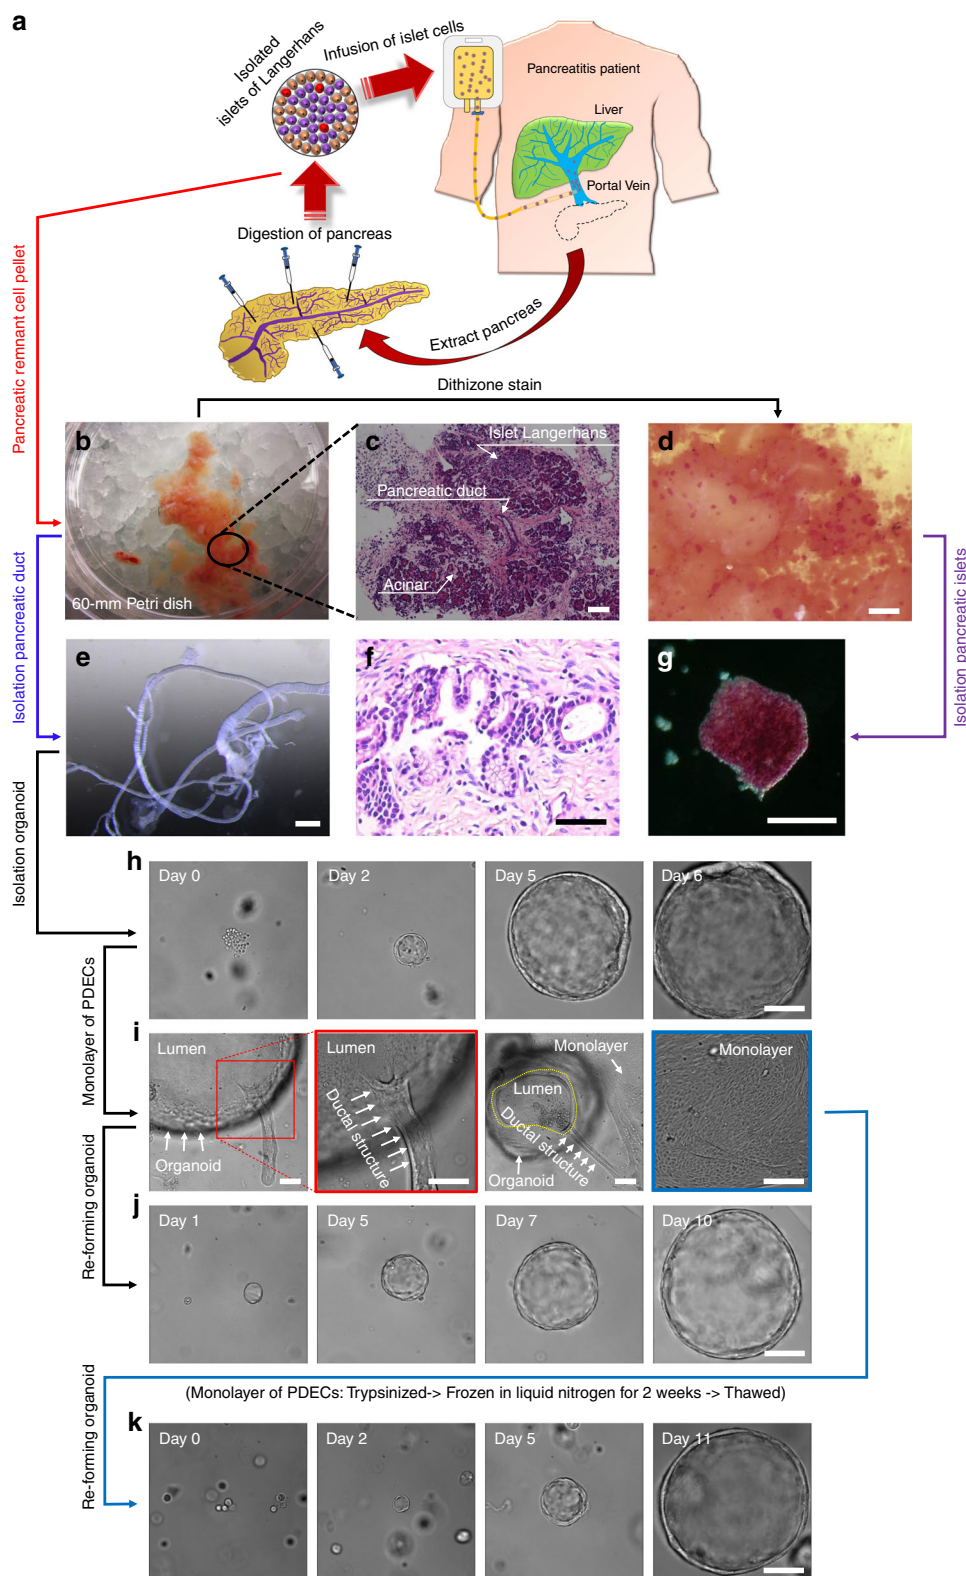 a
Isolated
islets of Langerhans
Infusion of islet cells
Pancreatitis patient
Liver
Portal Vein
Digestion of pancreas
Extract pancreas
Pancreatic remnant cell pellet
Dithizone stain
b
60-mm Petri dish
c
Islet Langerhans
Pancreatic duct
Acinar
d
Isolation pancreatic duct
Isolation pancreatic islets
e
f
g
Isolation organoid
h
Day 0
Day 2
Day 5
Day 6
Monolayer of PDECs
i
Lumen
Organoid
Lumen
Ductal structure
Monolayer
Lumen
Ductal structure
Organoid
Monolayer
Re-forming organoid
j
Day 1
Day 5
Day 7
Day 10
(Monolayer of PDECs: Trypsinized-> Frozen in liquid nitrogen for 2 weeks -> Thawed)
Re-forming organoid
k
Day 0
Day 2
Day 5
Day 11